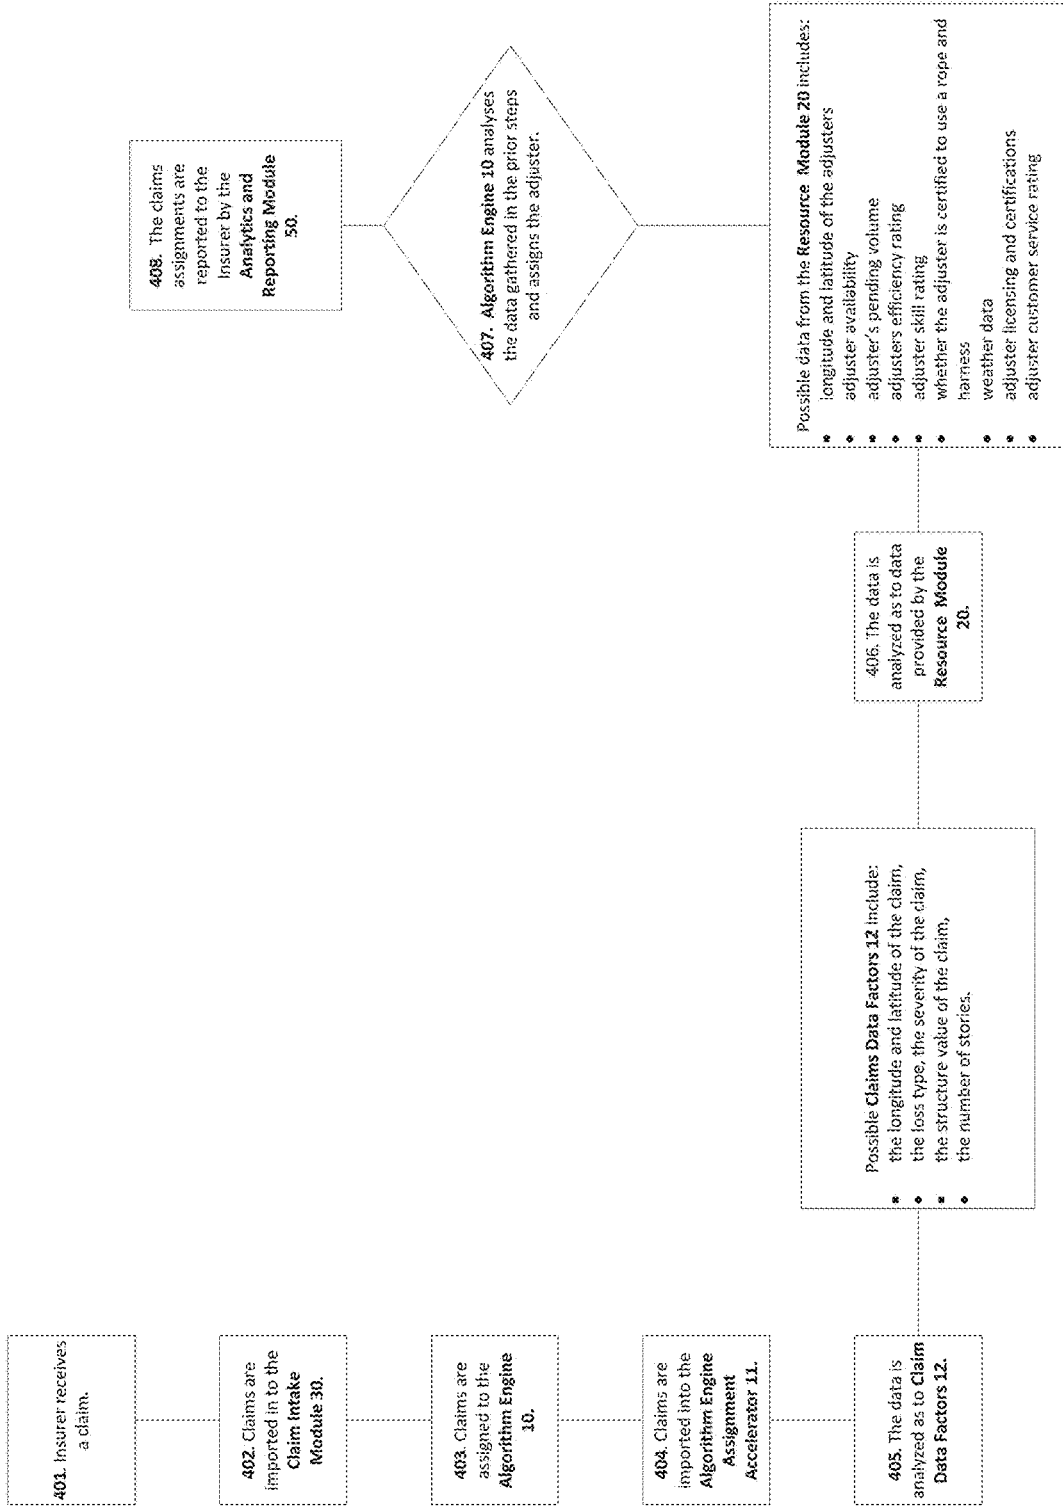 401. Insurer receives
a claim.
402. Claims are
imported in to the
Claim Intake
Module 30.
403. Claims are
assigned to the
Algorithm Engine
10.
404. Claims are
imported into the
Algorithm Engine
Assignment
Accelerator 11.
405. The data is
analyzed as to Claim
Data Factors 12.
Possible Claims Data Factors 12 include:
• the longitude and latitude of the claim,
• the loss type, the severity of the claim,
• the structure value of the claim,
• the number of stories.
406. The data is
analyzed as to data
provided by the
Resource Module
20.
Possible data from the Resource Module 20 includes:
• longitude and latitude of the adjusters
• adjuster availability
• adjuster's pending volume
• adjusters efficiency rating
• adjuster skill rating
• whether the adjuster is certified to use a rope and
harness
• weather data
• adjuster licensing and certifications
• adjuster customer service rating
407. Algorithm Engine 10 analyses
the data gathered in the prior steps
and assigns the adjuster.
408. The claims
assignments are
reported to the
Insurer by the
Analytics and
Reporting Module
50.